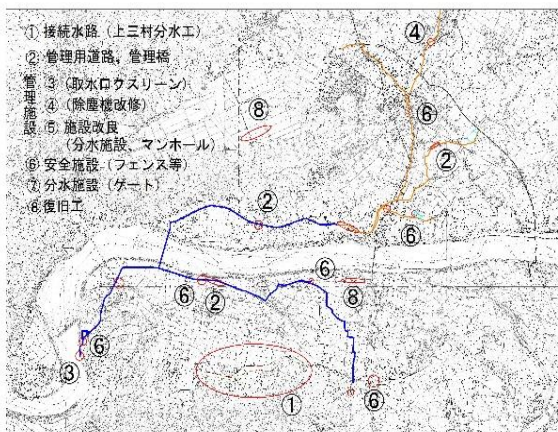 ① 接続水路（上三村分水工）
② 管理用道路、管理橋
管理施設
③（取水口スクリーン）
④（除塵機改修）
⑤ 施設改良
（分水施設、マンホール）
⑥ 安全施設（フェンス等）
⑦ 分水施設（ゲート）
⑧ 復旧工
④
⑧
⑥
②
②
⑥
⑥
⑥
②
⑧
⑥
③
①
⑥